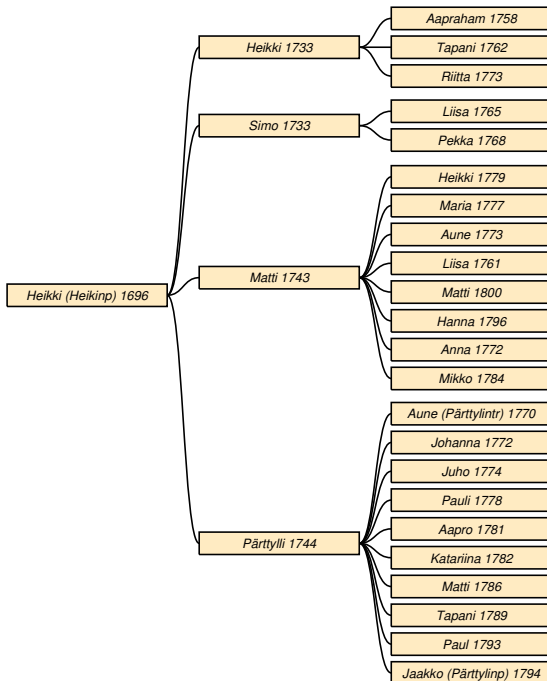 Heikki (Heikinp) 1696
Heikki 1733
Aapraham 1758
Tapani 1762
Riitta 1773
Simo 1733
Liisa 1765
Pekka 1768
Matti 1743
Heikki 1779
Maria 1777
Aune 1773
Liisa 1761
Matti 1800
Hanna 1796
Anna 1772
Mikko 1784
Pärttylli 1744
Aune (Pärttylintr) 1770
Johanna 1772
Juho 1774
Pauli 1778
Aapro 1781
Katariina 1782
Matti 1786
Tapani 1789
Paul 1793
Jaakko (Pärttylinp) 1794